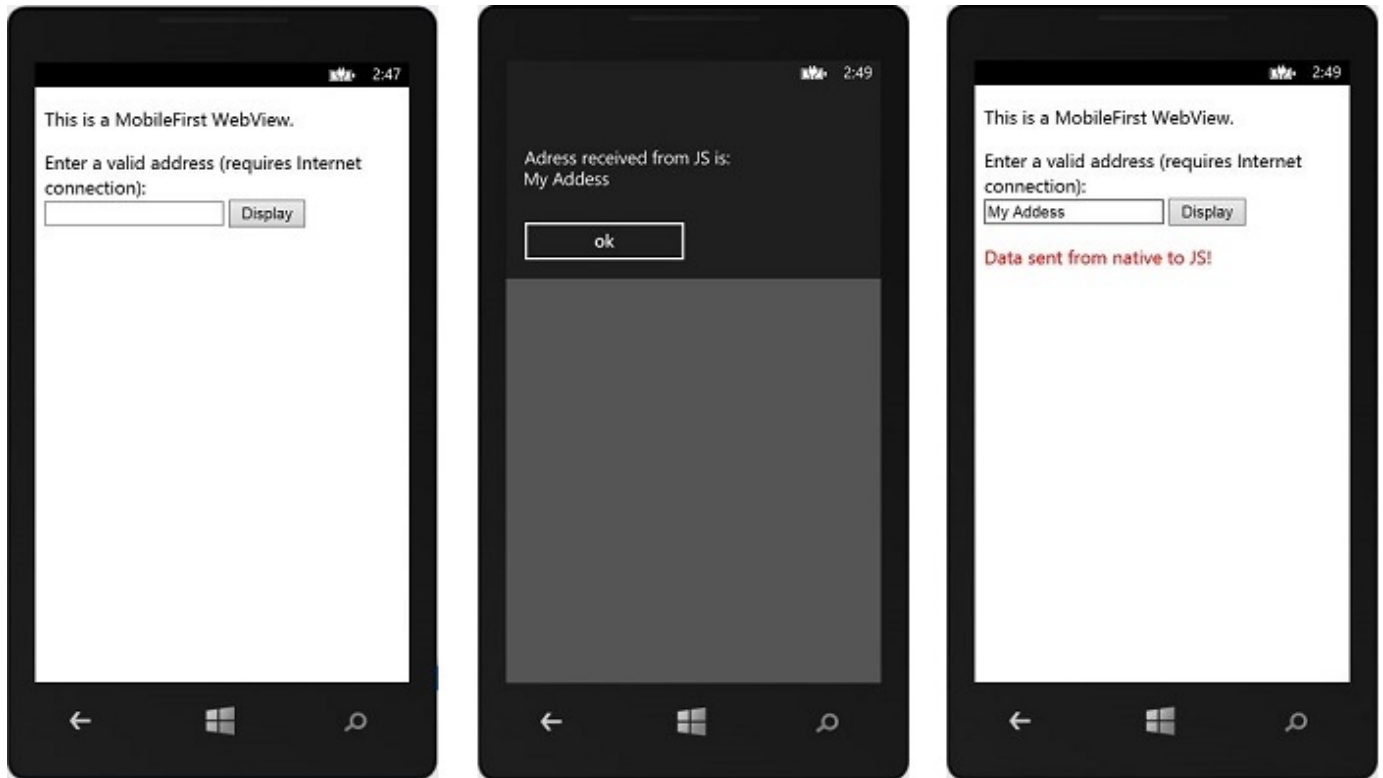 2:47
This is a MobileFirst WebView.
Enter a valid address (requires Internet
connection):
Display
2:49
Adress received from JS is:
My Addess
ok
2:49
This is a MobileFirst WebView.
Enter a valid address (requires Internet
connection):
My Addess Display
Data sent from native to JS!